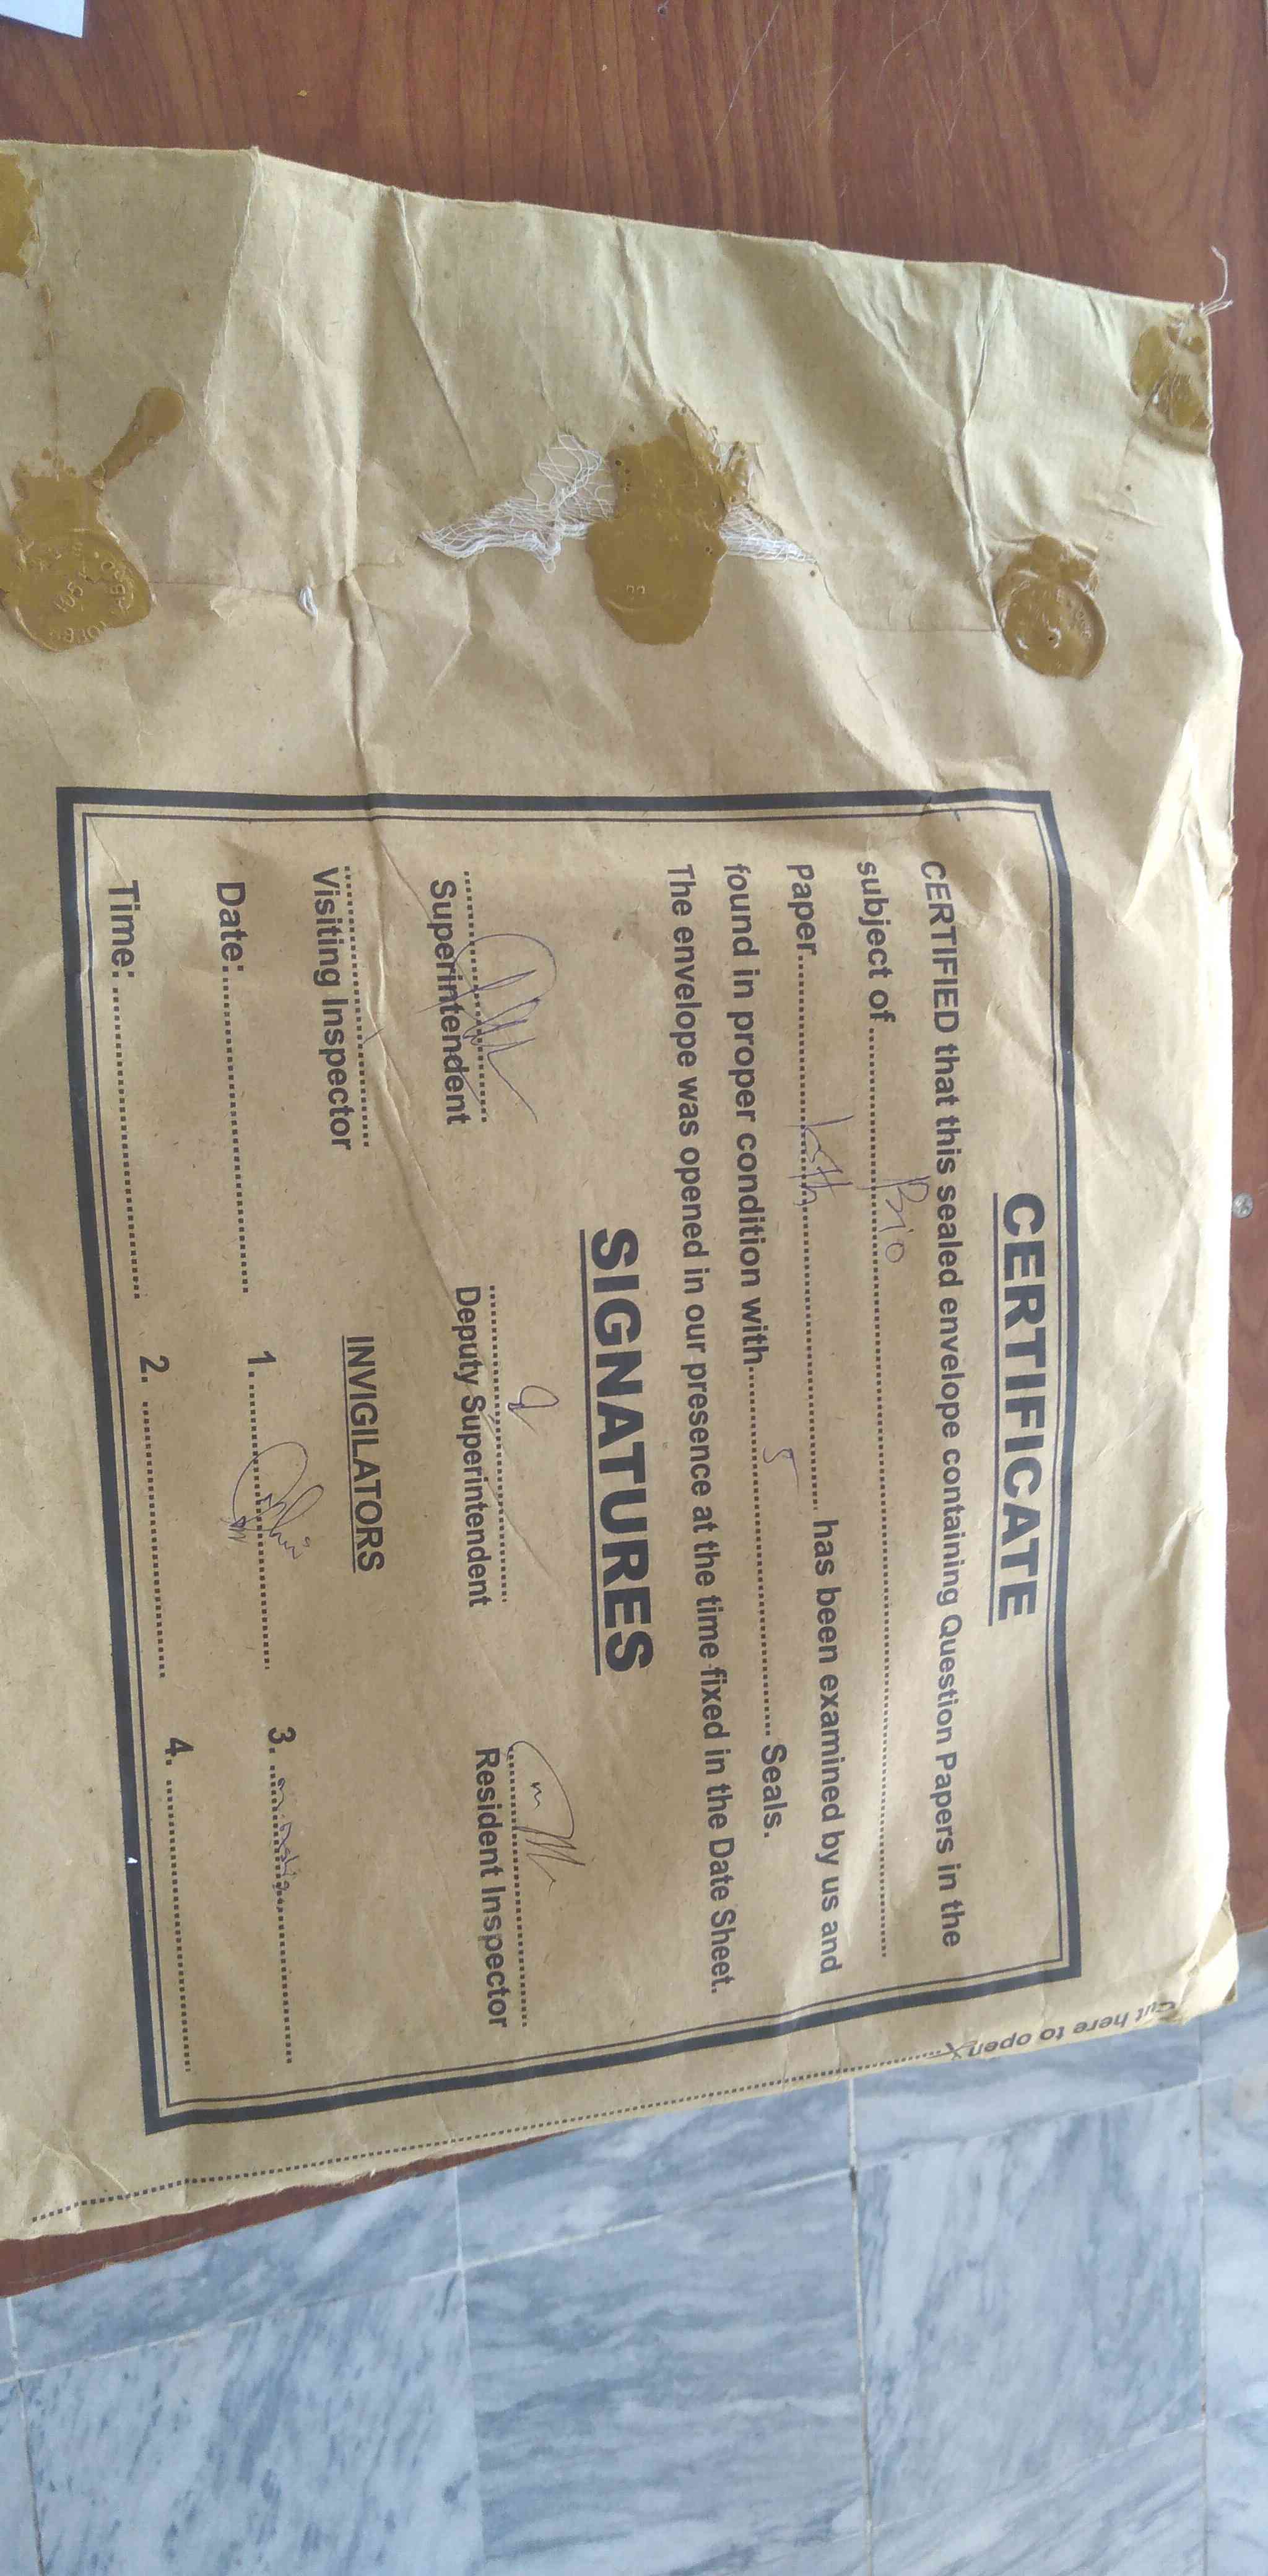 CERTIFICATE
CERTIFIED that this sealed envelope containing Question Papers in the
subject of.......... Bio ..........
Paper.................... has been examined by us and
found in proper condition with.......... 5 .......... Seals.
The envelope was opened in our presence at the time fixed in the Date Sheet.
SIGNATURES
Superintendent Deputy Superintendent Resident Inspector
Visiting Inspector INVIGILATORS
Date:.......... 1. .......... 3. ..........
Time: .......... 2. .......... 4. ..........
Cut here to open